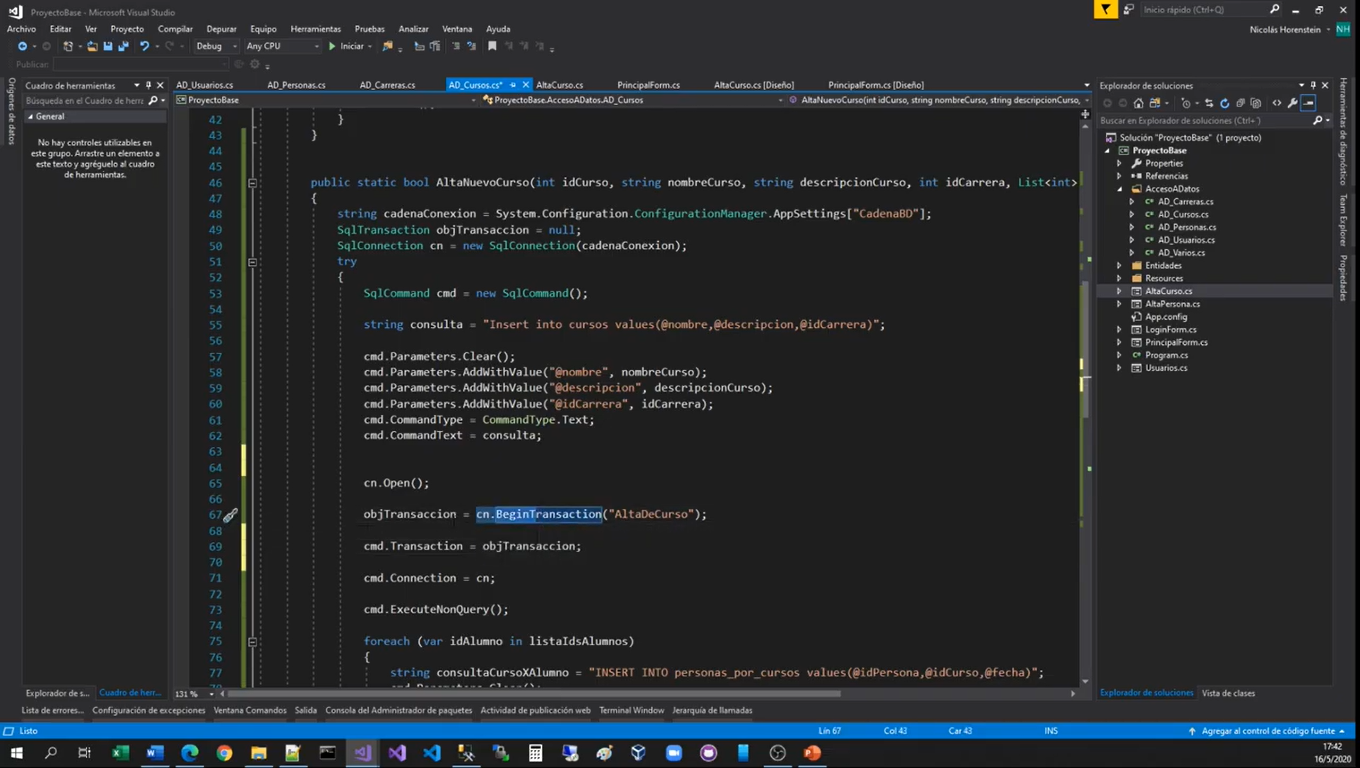 ProyectoBase - Microsoft Visual Studio
Inicio rápido (Ctrl+Q)
Archivo Editar Ver Proyecto Compilar Depurar Equipo Herramientas Pruebas Analizar Ventana Ayuda
Nicolás Horenstein NH
Debug Any CPU Iniciar
Publicar:
Orígenes de datos
Cuadro de herramientas
Búsqueda en el Cuadro de herra
General
No hay controles utilizables en
este grupo. Arrastre un elemento a
este texto y agréguelo al cuadro
de herramientas.
AD_Usuarios.cs AD_Personas.cs AD_Carreras.cs AD_Cursos.cs* AltaCurso.cs PrincipalForm.cs AltaCurso.cs [Diseño] PrincipalForm.cs [Diseño]
ProyectoBase ProyectoBase.AccesoADatos.AD_Cursos AltaNuevoCurso(int idCurso, string nombreCurso, string descripcionCurso,
42 }
43 }
44
45
46 public static bool AltaNuevoCurso(int idCurso, string nombreCurso, string descripcionCurso, int idCarrera, List<int>
47 {
48 string cadenaConexion = System.Configuration.ConfigurationManager.AppSettings["CadenaBD"];
49 SqlTransaction objTransaccion = null;
50 SqlConnection cn = new SqlConnection(cadenaConexion);
51 try
52 {
53 SqlCommand cmd = new SqlCommand();
54
55 string consulta = "Insert into cursos values(@nombre,@descripcion,@idCarrera)";
56
57 cmd.Parameters.Clear();
58 cmd.Parameters.AddWithValue("@nombre", nombreCurso);
59 cmd.Parameters.AddWithValue("@descripcion", descripcionCurso);
60 cmd.Parameters.AddWithValue("@idCarrera", idCarrera);
61 cmd.CommandType = CommandType.Text;
62 cmd.CommandText = consulta;
63
64
65 cn.Open();
66
67 objTransaccion = cn.BeginTransaction("AltaDeCurso");
68
69 cmd.Transaction = objTransaccion;
70
71 cmd.Connection = cn;
72
73 cmd.ExecuteNonQuery();
74
75 foreach (var idAlumno in listaIdsAlumnos)
76 {
77 string consultaCursoXAlumno = "INSERT INTO personas_por_cursos values(@idPersona,@idCurso,@fecha)";
131 %
Explorador de soluciones
Buscar en Explorador de soluciones (Ctrl+´)
Solución "ProyectoBase" (1 proyecto)
ProyectoBase
Properties
Referencias
AccesoADatos
AD_Carreras.cs
AD_Cursos.cs
AD_Personas.cs
AD_Usuarios.cs
AD_Varios.cs
Entidades
Resources
AltaCurso.cs
AltaPersona.cs
App.config
LoginForm.cs
PrincipalForm.cs
Program.cs
Usuarios.cs
Herramientas de diagnóstico
Team Explorer
Propiedades
Explorador de s... Cuadro de herr...
Explorador de soluciones Vista de clases
Lista de errores... Configuración de excepciones Ventana Comandos Salida Consola del Administrador de paquetes Actividad de publicación web Terminal Window Jerarquía de llamadas
Listo Lín 67 Col 43 Car 43 INS Agregar al control de código fuente
17:42
16/5/2020